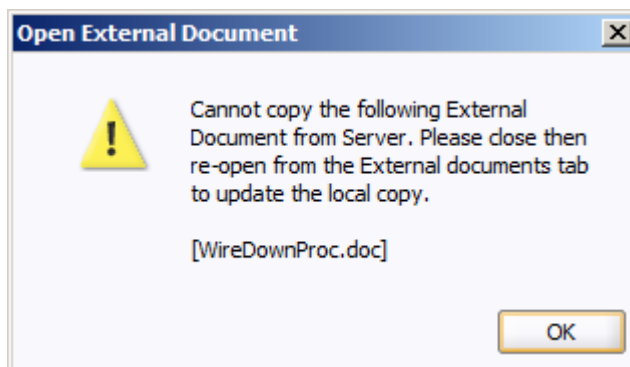 Open External Document
Cannot copy the following External
Document from Server. Please close then
re-open from the External documents tab
to update the local copy.
[WireDownProc.doc]
OK